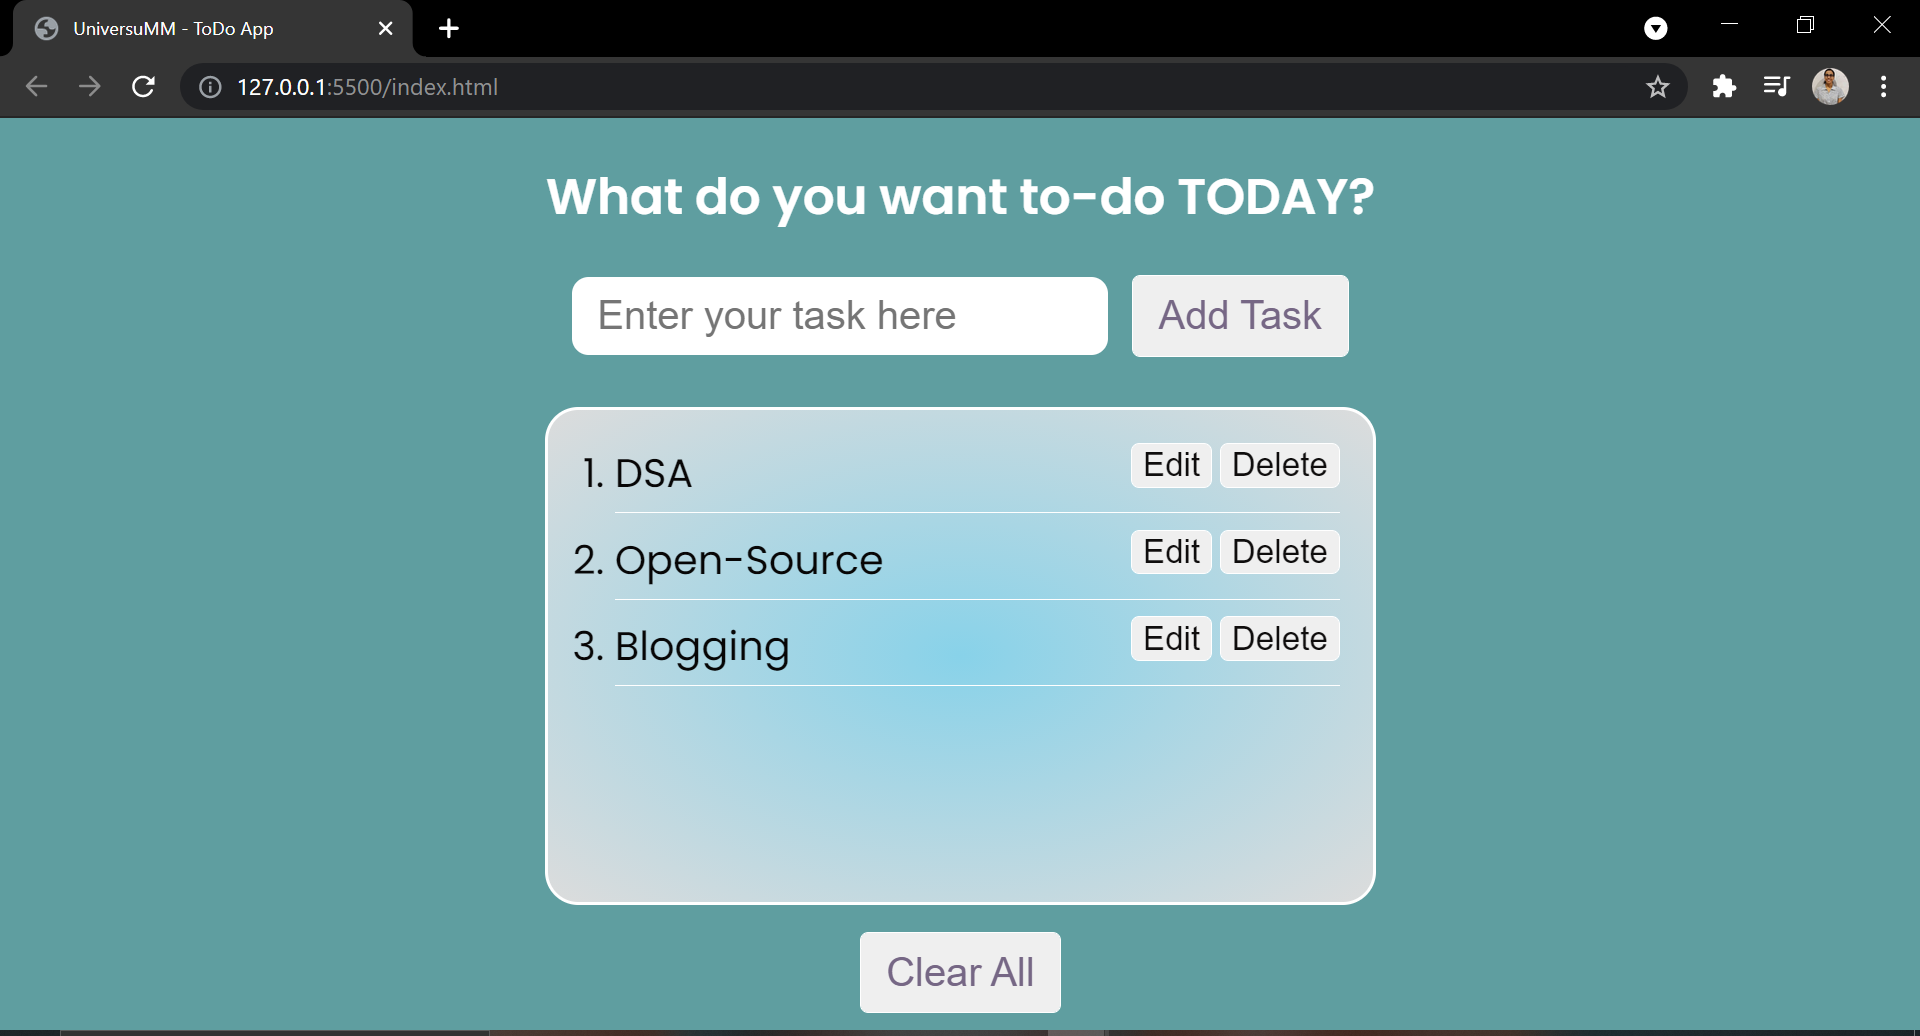 UniversuMM - ToDo App
127.0.0.1:5500/index.html
What do you want to-do TODAY?
Enter your task here
Add Task
1. DSA Edit Delete
2. Open-Source Edit Delete
3. Blogging Edit Delete
Clear All